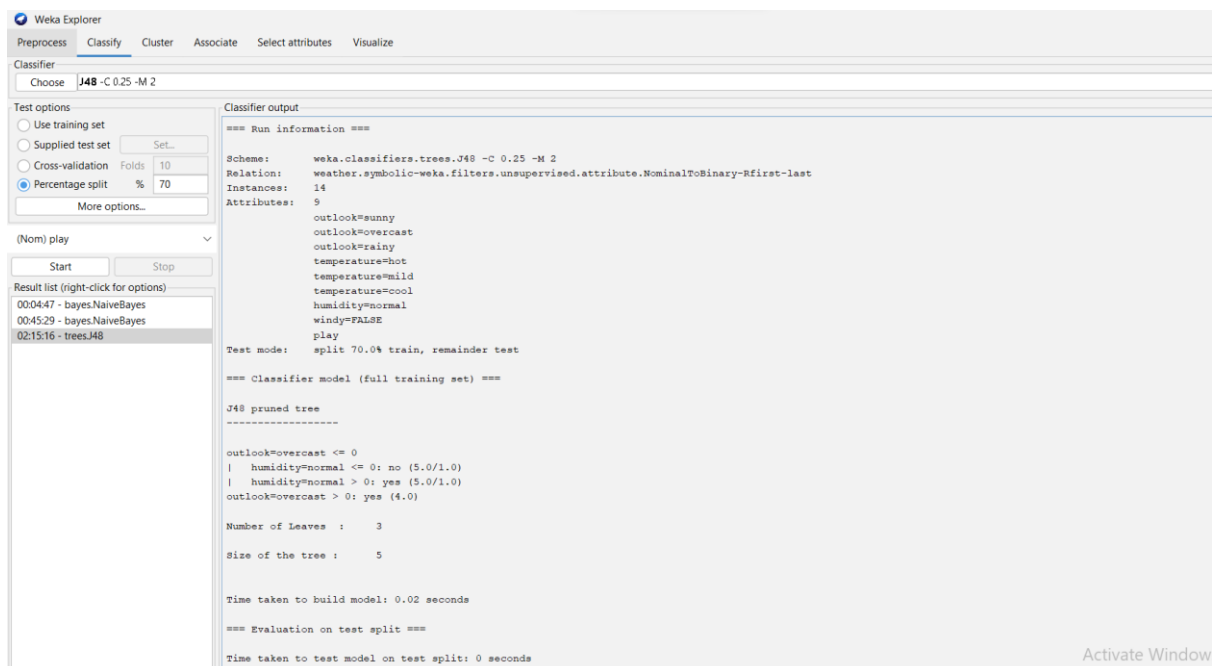 Weka Explorer
Preprocess Classify Cluster Associate Select attributes Visualize
Classifier
Choose J48 -C 0.25 -M 2
Test options
Use training set
Supplied test set Set...
Cross-validation Folds 10
Percentage split % 70
More options...
(Nom) play
Start Stop
Result list (right-click for options)
00:04:47 - bayes.NaiveBayes
00:45:29 - bayes.NaiveBayes
02:15:16 - trees.J48
Classifier output
=== Run information ===
Scheme: weka.classifiers.trees.J48 -C 0.25 -M 2
Relation: weather.symbolic-weka.filters.unsupervised.attribute.NominalToBinary-Rfirst-last
Instances: 14
Attributes: 9
outlook=sunny
outlook=overcast
outlook=rainy
temperature=hot
temperature=mild
temperature=cool
humidity=normal
windy=FALSE
play
Test mode: split 70.0% train, remainder test
=== Classifier model (full training set) ===
J48 pruned tree
------------------
outlook=overcast <= 0
| humidity=normal <= 0: no (5.0/1.0)
| humidity=normal > 0: yes (5.0/1.0)
outlook=overcast > 0: yes (4.0)
Number of Leaves : 3
Size of the tree : 5
Time taken to build model: 0.02 seconds
=== Evaluation on test split ===
Time taken to test model on test split: 0 seconds
Activate Window